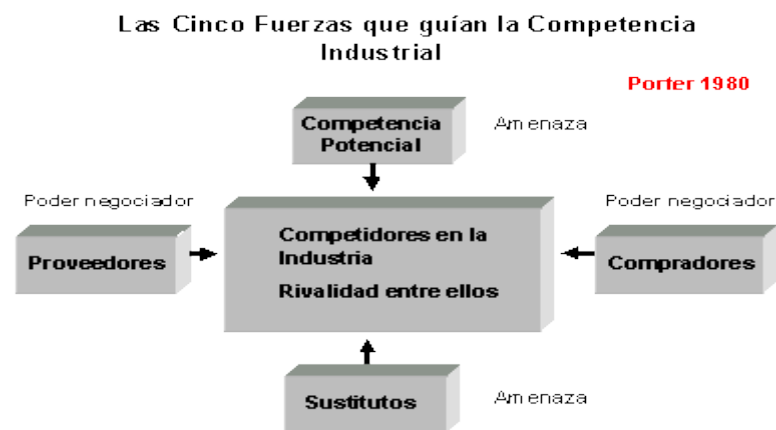 Las Cinco Fuerzas que guían la Competencia
Industrial
Porter 1980
Competencia
Potencial
Amenaza
Poder negociador
Poder negociador
Proveedores
Competidores en la
Industria
Rivalidad entre ellos
Compradores
Sustitutos
Amenaza